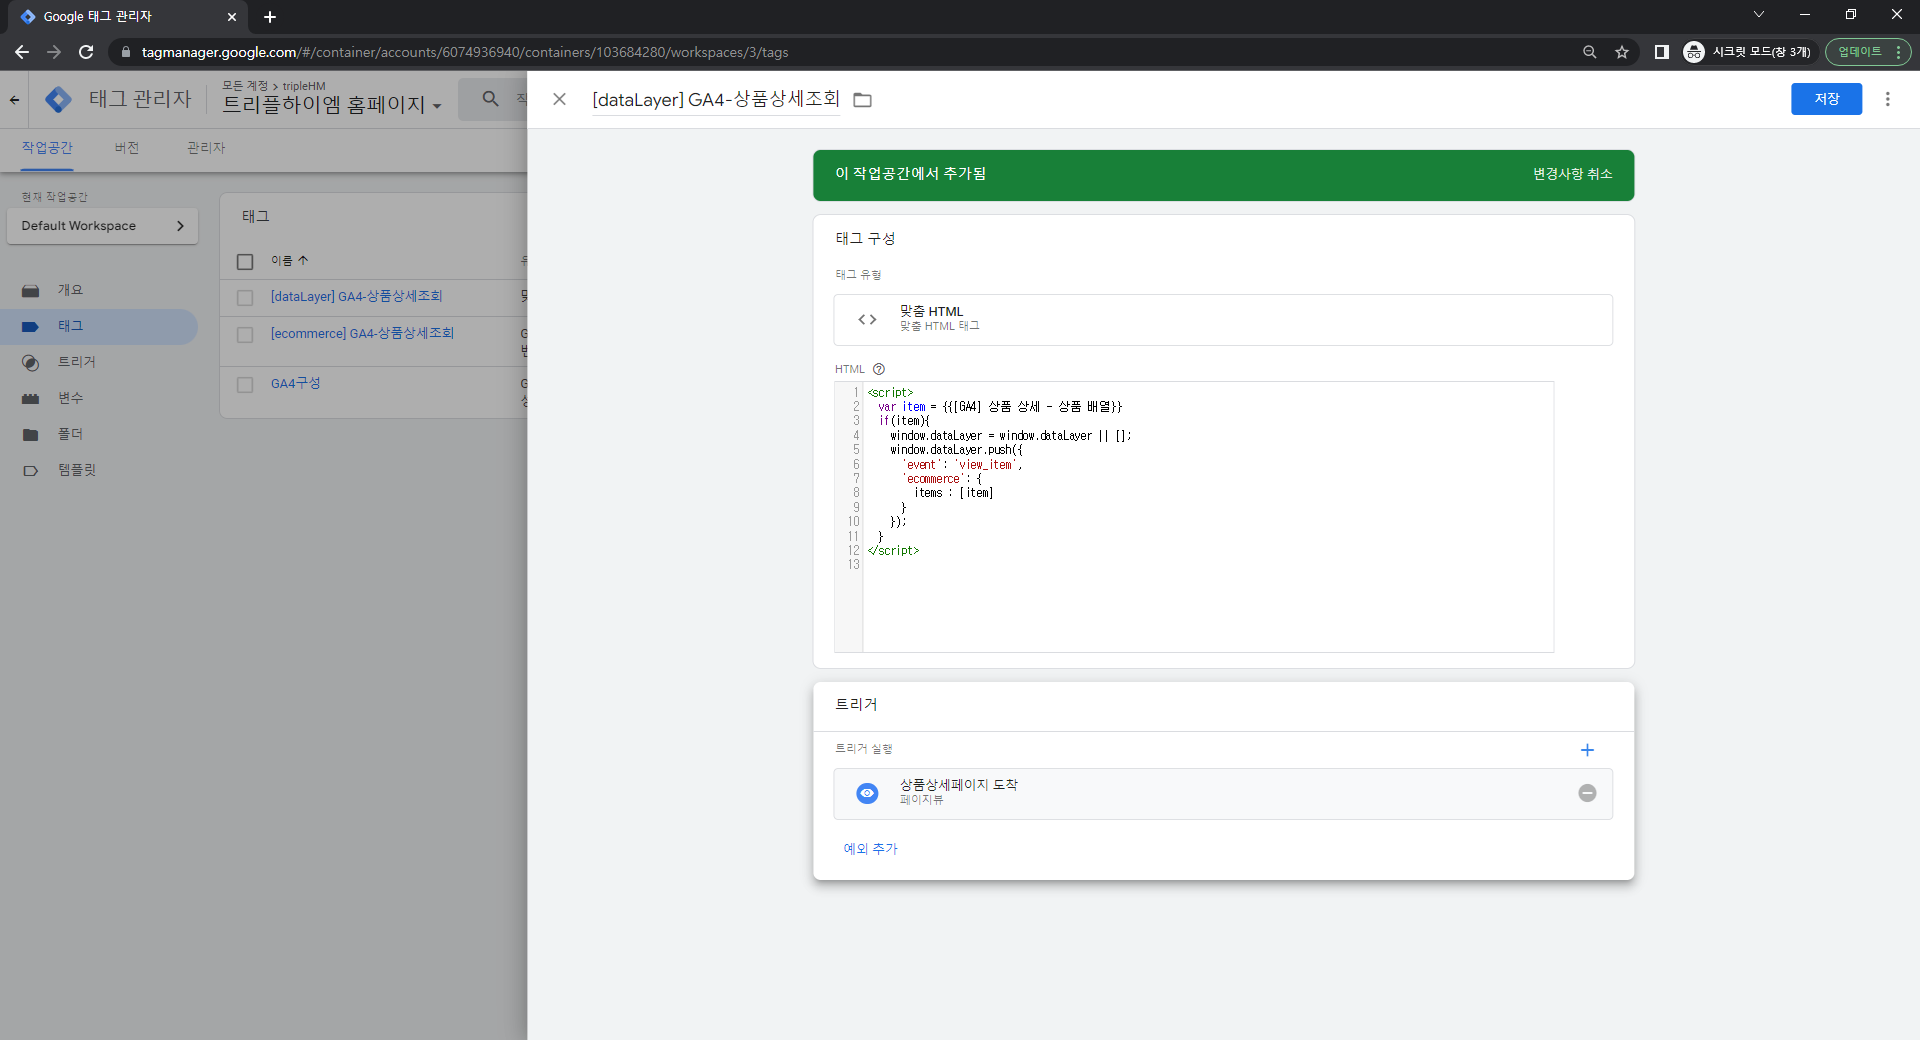 Google 태그 관리자
tagmanager.google.com/#/container/accounts/6074936940/containers/103684280/workspaces/3/tags
시크릿 모드(창 3개)
업데이트
태그 관리자
모든 계정 > tripleHM
트리플하이엠 홈페이지
[dataLayer] GA4-상품상세조회
저장
작업공간
버전
관리자
현재 작업공간
Default Workspace
개요
태그
트리거
변수
폴더
템플릿
태그
이름
[dataLayer] GA4-상품상세조회
[ecommerce] GA4-상품상세조회
GA4구성
이 작업공간에서 추가됨
변경사항 취소
태그 구성
태그 유형
맞춤 HTML
맞춤 HTML 태그
HTML
1 <script>
2 var item = {{[GA4] 상품 상세 - 상품 배열}}
3 if(item){
4 window.dataLayer = window.dataLayer || [];
5 window.dataLayer.push({
6 'event': 'view_item',
7 'ecommerce': {
8 items : [item]
9 }
10 });
11 }
12 </script>
13
트리거
트리거 실행
상품상세페이지 도착
페이지뷰
예외 추가